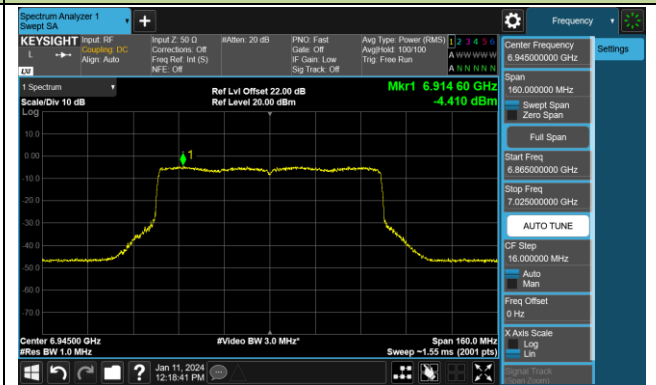 Spectrum Analyzer 1
Swept SA
Frequency
KEYSIGHT
Input: RF
Coupling: DC
Align: Auto
Input Z: 50 Ω
Corrections: Off
Freq Ref: Int (S)
NFE: Off
#Atten: 20 dB
PNO: Fast
Gate: Off
IF Gain: Low
Sig Track: Off
Avg Type: Power (RMS)
Avg|Hold: 100/100
Trig: Free Run
1 2 3 4 5 6
A W W W W W
A N N N N N
L
LXI
1 Spectrum
Scale/Div 10 dB
Log
Ref Lvl Offset 22.00 dB
Ref Level 20.00 dBm
Mkr1 6.914 60 GHz
-4.410 dBm
1
10.0
0.00
-10.0
-20.0
-30.0
-40.0
-50.0
-60.0
-70.0
Center 6.94500 GHz
#Res BW 1.0 MHz
#Video BW 3.0 MHz*
Span 160.0 MHz
Sweep ~1.55 ms (2001 pts)
Jan 11, 2024
12:18:41 PM
Center Frequency
6.945000000 GHz
Settings
Span
160.000000 MHz
Swept Span
Zero Span
Full Span
Start Freq
6.865000000 GHz
Stop Freq
7.025000000 GHz
AUTO TUNE
CF Step
16.000000 MHz
Auto
Man
Freq Offset
0 Hz
X Axis Scale
Log
Lin
Signal Track
(Span Zoom)